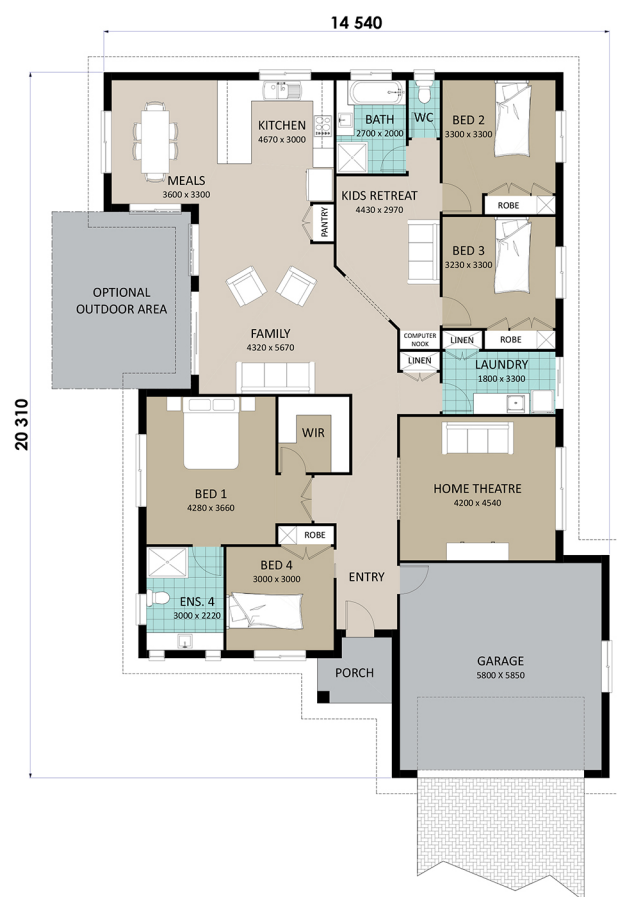 14 540
KITCHEN
4670 x 3000
BATH
2700 x 2000
WC
BED 2
3300 x 3300
MEALS
3600 x 3300
KIDS RETREAT
4430 x 2970
ROBE
PANTRY
BED 3
3230 x 3300
OPTIONAL
OUTDOOR AREA
FAMILY
4320 x 5670
COMPUTER
NOOK
LINEN
ROBE
LINEN
LAUNDRY
1800 x 3300
20 310
WIR
BED 1
4280 x 3660
HOME THEATRE
4200 x 4540
ROBE
BED 4
3000 x 3000
ENTRY
ENS. 4
3000 x 2220
PORCH
GARAGE
5800 X 5850